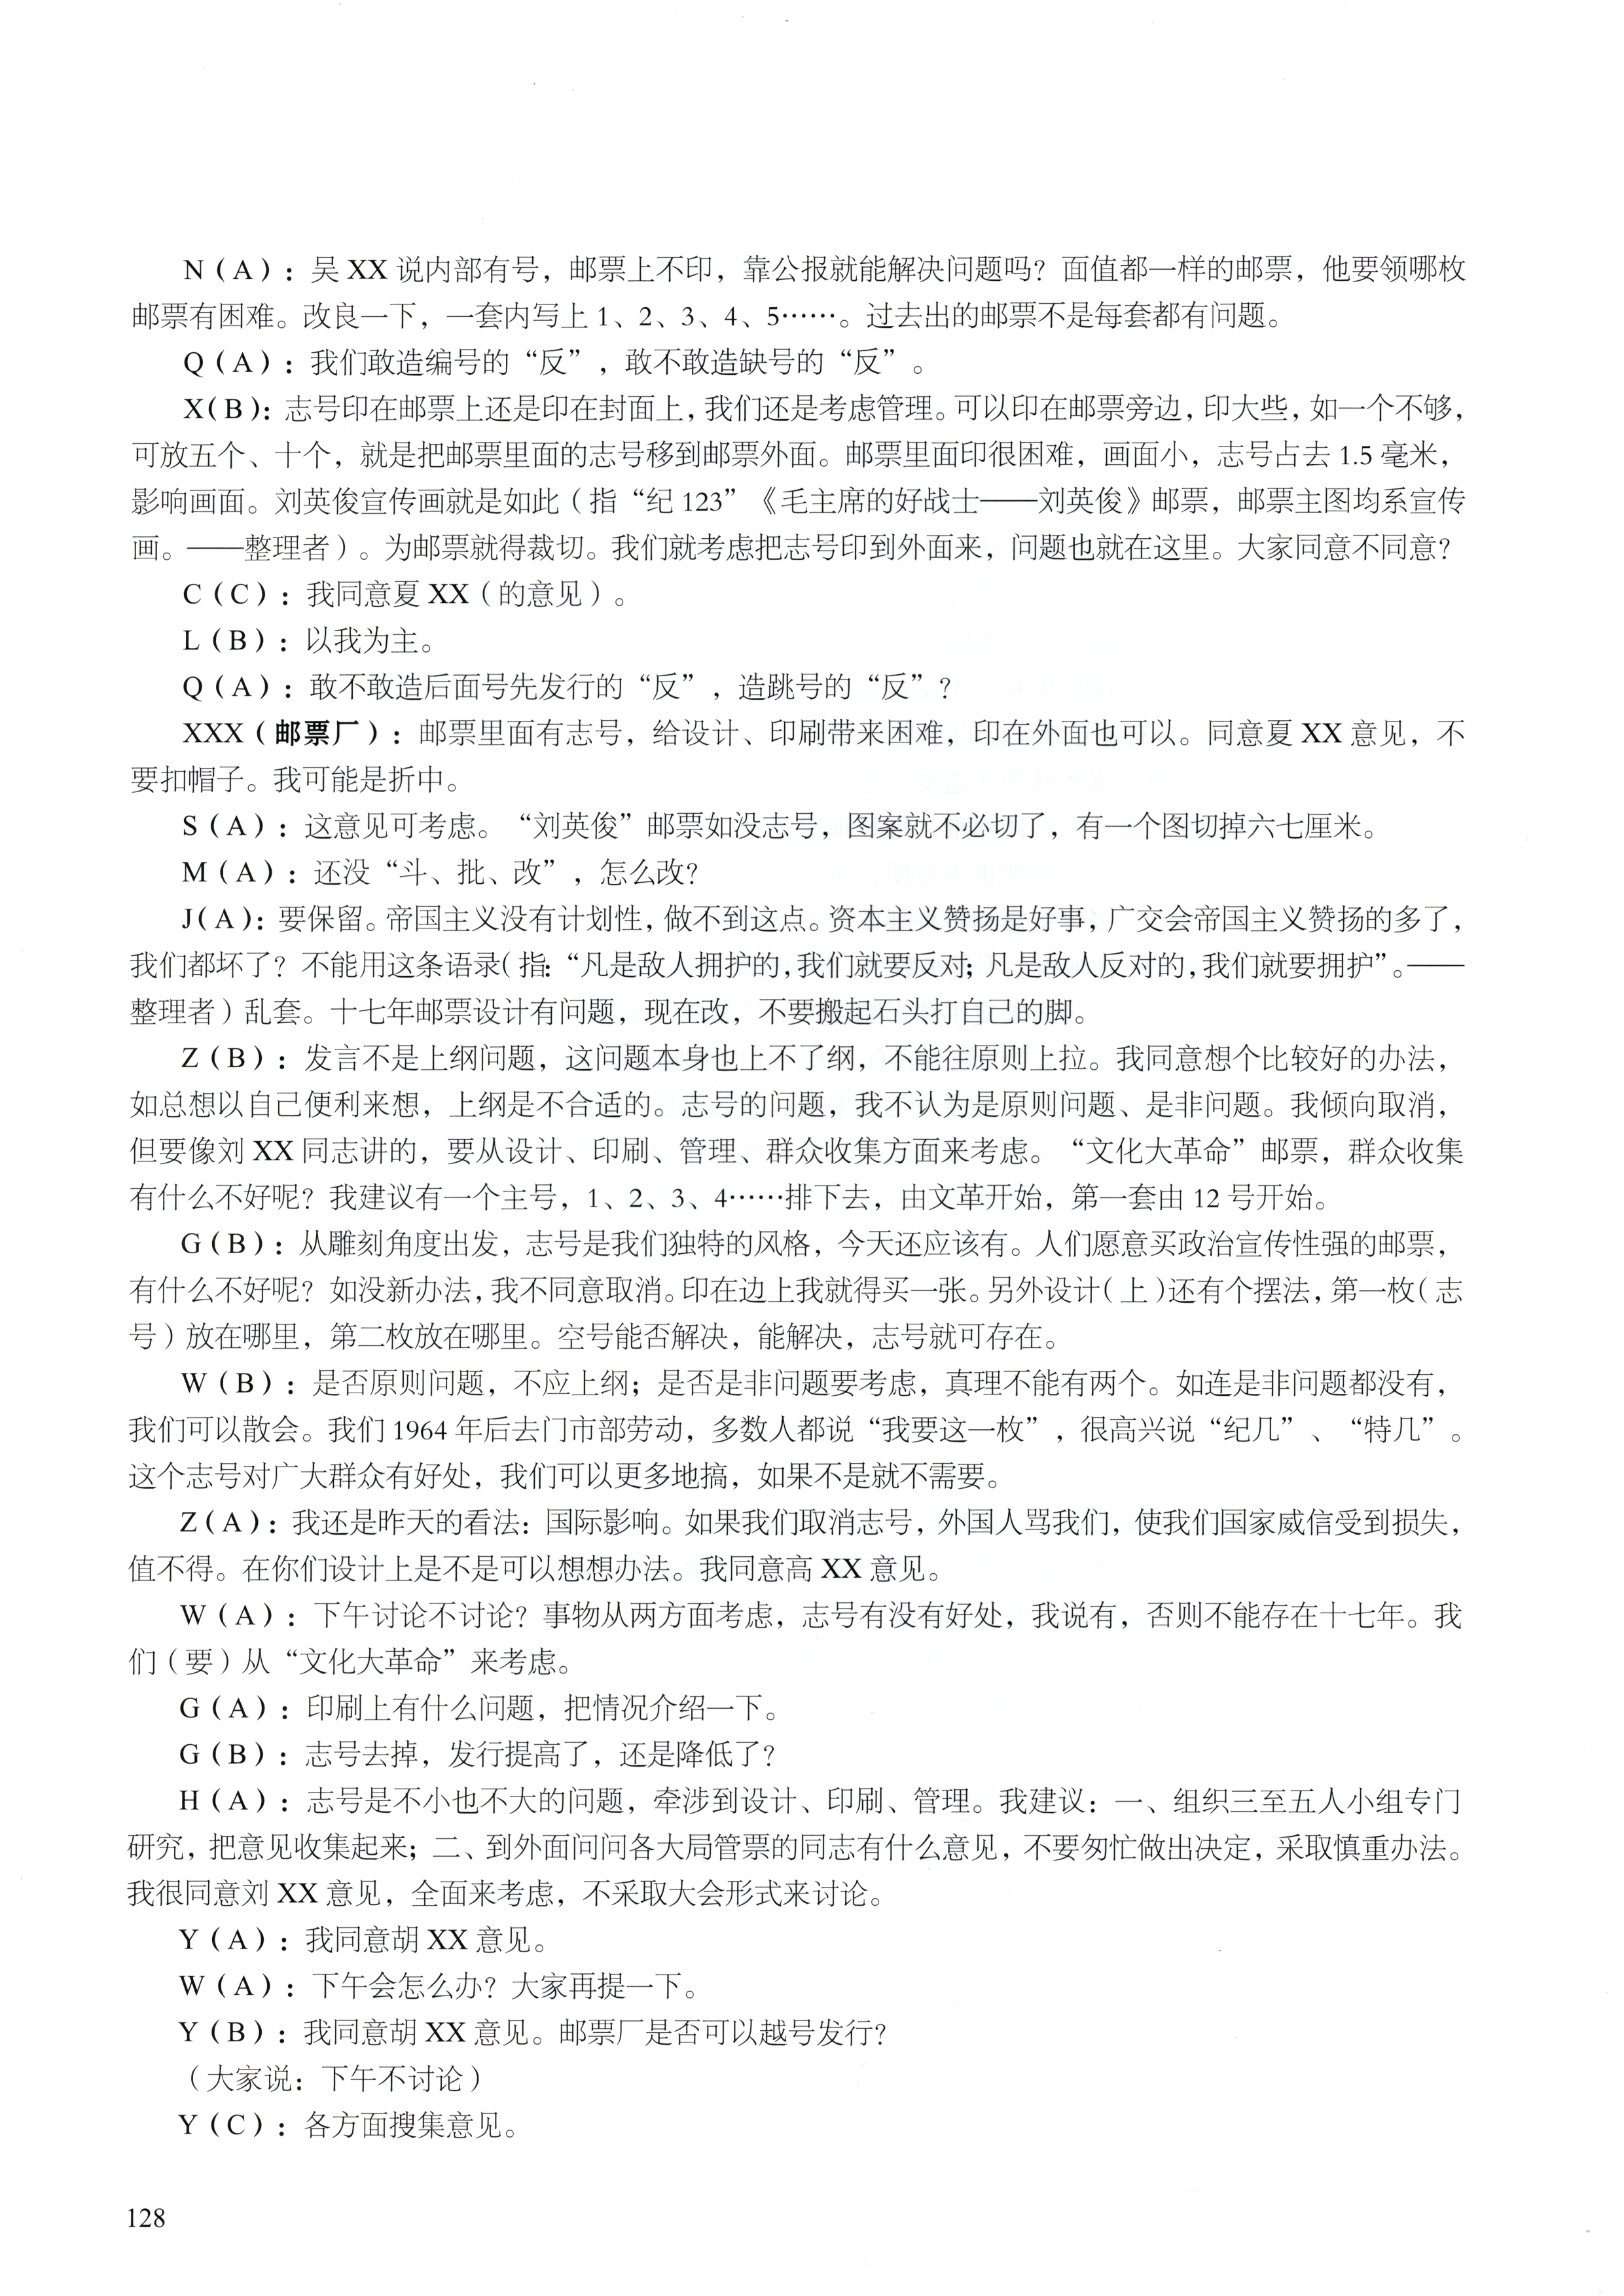 N（A）：吴 XX 说内部有号，邮票上不印，靠公报就能解决问题吗？面值都一样的邮票，他要领哪枚
邮票有困难。改良一下，一套内写上 1、2、3、4、5……。过去出的邮票不是每套都有问题。
Q（A）：我们敢造编号的“反”，敢不敢造缺号的“反”。
X（B）：志号印在邮票上还是印在封面上，我们还是考虑管理。可以印在邮票旁边，印大些，如一个不够，
可放五个、十个，就是把邮票里面的志号移到邮票外面。邮票里面印很困难，画面小，志号占去 1.5 毫米，
影响画面。刘英俊宣传画就是如此（指“纪 123”《毛主席的好战士——刘英俊》邮票，邮票主图均系宣传
画。——整理者）。为邮票就得裁切。我们就考虑把志号印到外面来，问题也就在这里。大家同意不同意？
C（C）：我同意夏 XX（的意见）。
L（B）：以我为主。
Q（A）：敢不敢造后面号先发行的“反”，造跳号的“反”？
XXX（邮票厂）：邮票里面有志号，给设计、印刷带来困难，印在外面也可以。同意夏 XX 意见，不
要扣帽子。我可能是折中。
S（A）：这意见可考虑。“刘英俊”邮票如没志号，图案就不必切了，有一个图切掉六七厘米。
M（A）：还没“斗、批、改”，怎么改？
J（A）：要保留。帝国主义没有计划性，做不到这点。资本主义赞扬是好事，广交会帝国主义赞扬的多了，
我们都坏了？不能用这条语录（指：“凡是敌人拥护的，我们就要反对；凡是敌人反对的，我们就要拥护”。——
整理者）乱套。十七年邮票设计有问题，现在改，不要搬起石头打自己的脚。
Z（B）：发言不是上纲问题，这问题本身也上不了纲，不能往原则上拉。我同意想个比较好的办法，
如总想以自己便利来想，上纲是不合适的。志号的问题，我不认为是原则问题、是非问题。我倾向取消，
但要像刘 XX 同志讲的，要从设计、印刷、管理、群众收集方面来考虑。“文化大革命”邮票，群众收集
有什么不好呢？我建议有一个主号，1、2、3、4……排下去，由文革开始，第一套由 12 号开始。
G（B）：从雕刻角度出发，志号是我们独特的风格，今天还应该有。人们愿意买政治宣传性强的邮票，
有什么不好呢？如没新办法，我不同意取消。印在边上我就得买一张。另外设计（上）还有个摆法，第一枚（志
号）放在哪里，第二枚放在哪里。空号能否解决，能解决，志号就可存在。
W（B）：是否原则问题，不应上纲；是否是非问题要考虑，真理不能有两个。如连是非问题都没有，
我们可以散会。我们 1964 年后去门市部劳动，多数人都说“我要这一枚”，很高兴说“纪几”、“特几”。
这个志号对广大群众有好处，我们可以更多地搞，如果不是就不需要。
Z（A）：我还是昨天的看法：国际影响。如果我们取消志号，外国人骂我们，使我们国家威信受到损失，
值不得。在你们设计上是不是可以想想办法。我同意高 XX 意见。
W（A）：下午讨论不讨论？事物从两方面考虑，志号有没有好处，我说有，否则不能存在十七年。我
们（要）从“文化大革命”来考虑。
G（A）：印刷上有什么问题，把情况介绍一下。
G（B）：志号去掉，发行提高了，还是降低了？
H（A）：志号是不小也不大的问题，牵涉到设计、印刷、管理。我建议：一、组织三至五人小组专门
研究，把意见收集起来；二、到外面问问各大局管票的同志有什么意见，不要匆忙做出决定，采取慎重办法。
我很同意刘 XX 意见，全面来考虑，不采取大会形式来讨论。
Y（A）：我同意胡 XX 意见。
W（A）：下午会怎么办？大家再提一下。
Y（B）：我同意胡 XX 意见。邮票厂是否可以越号发行？
（大家说：下午不讨论）
Y（C）：各方面搜集意见。
128